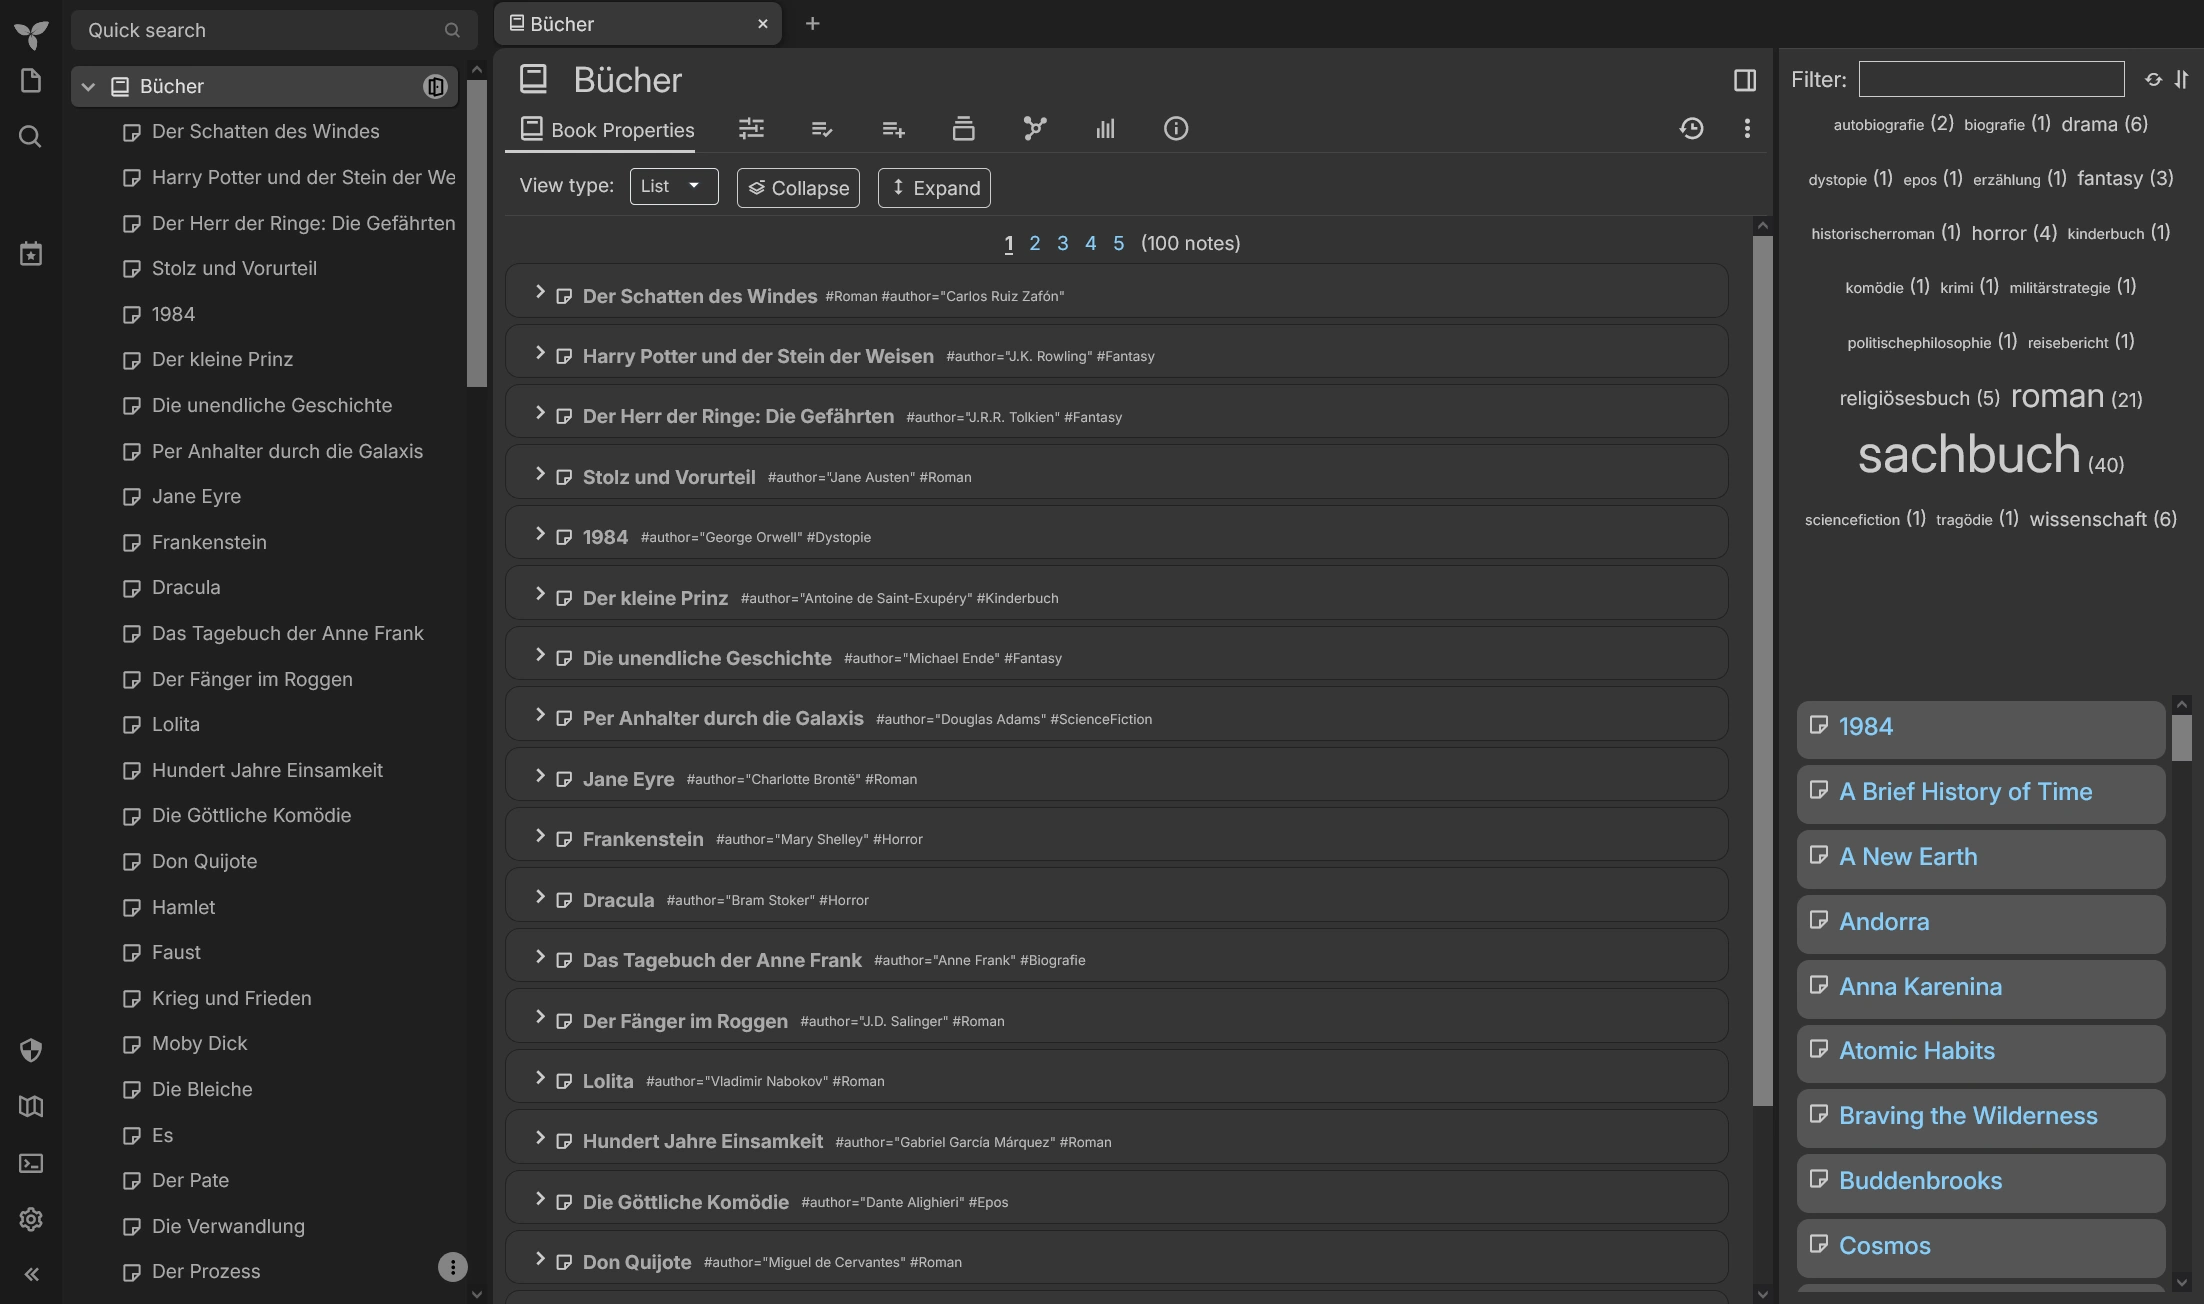 Quick search
Bücher
Der Schatten des Windes
Harry Potter und der Stein der We
Der Herr der Ringe: Die Gefährten
Stolz und Vorurteil
1984
Der kleine Prinz
Die unendliche Geschichte
Per Anhalter durch die Galaxis
Jane Eyre
Frankenstein
Dracula
Das Tagebuch der Anne Frank
Der Fänger im Roggen
Lolita
Hundert Jahre Einsamkeit
Die Göttliche Komödie
Don Quijote
Hamlet
Faust
Krieg und Frieden
Moby Dick
Die Bleiche
Es
Der Pate
Die Verwandlung
Der Prozess
Bücher
Bücher
Book Properties
View type: List Collapse Expand
1 2 3 4 5 (100 notes)
Der Schatten des Windes #Roman #author="Carlos Ruiz Zafón"
Harry Potter und der Stein der Weisen #author="J.K. Rowling" #Fantasy
Der Herr der Ringe: Die Gefährten #author="J.R.R. Tolkien" #Fantasy
Stolz und Vorurteil #author="Jane Austen" #Roman
1984 #author="George Orwell" #Dystopie
Der kleine Prinz #author="Antoine de Saint-Exupéry" #Kinderbuch
Die unendliche Geschichte #author="Michael Ende" #Fantasy
Per Anhalter durch die Galaxis #author="Douglas Adams" #ScienceFiction
Jane Eyre #author="Charlotte Brontë" #Roman
Frankenstein #author="Mary Shelley" #Horror
Dracula #author="Bram Stoker" #Horror
Das Tagebuch der Anne Frank #author="Anne Frank" #Biografie
Der Fänger im Roggen #author="J.D. Salinger" #Roman
Lolita #author="Vladimir Nabokov" #Roman
Hundert Jahre Einsamkeit #author="Gabriel García Márquez" #Roman
Die Göttliche Komödie #author="Dante Alighieri" #Epos
Don Quijote #author="Miguel de Cervantes" #Roman
Filter:
autobiografie (2) biografie (1) drama (6)
dystopie (1) epos (1) erzählung (1) fantasy (3)
historischerroman (1) horror (4) kinderbuch (1)
komödie (1) krimi (1) militärstrategie (1)
politischephilosophie (1) reisebericht (1)
religiösesbuch (5) roman (21)
sachbuch (40)
sciencefiction (1) tragödie (1) wissenschaft (6)
1984
A Brief History of Time
A New Earth
Andorra
Anna Karenina
Atomic Habits
Braving the Wilderness
Buddenbrooks
Cosmos